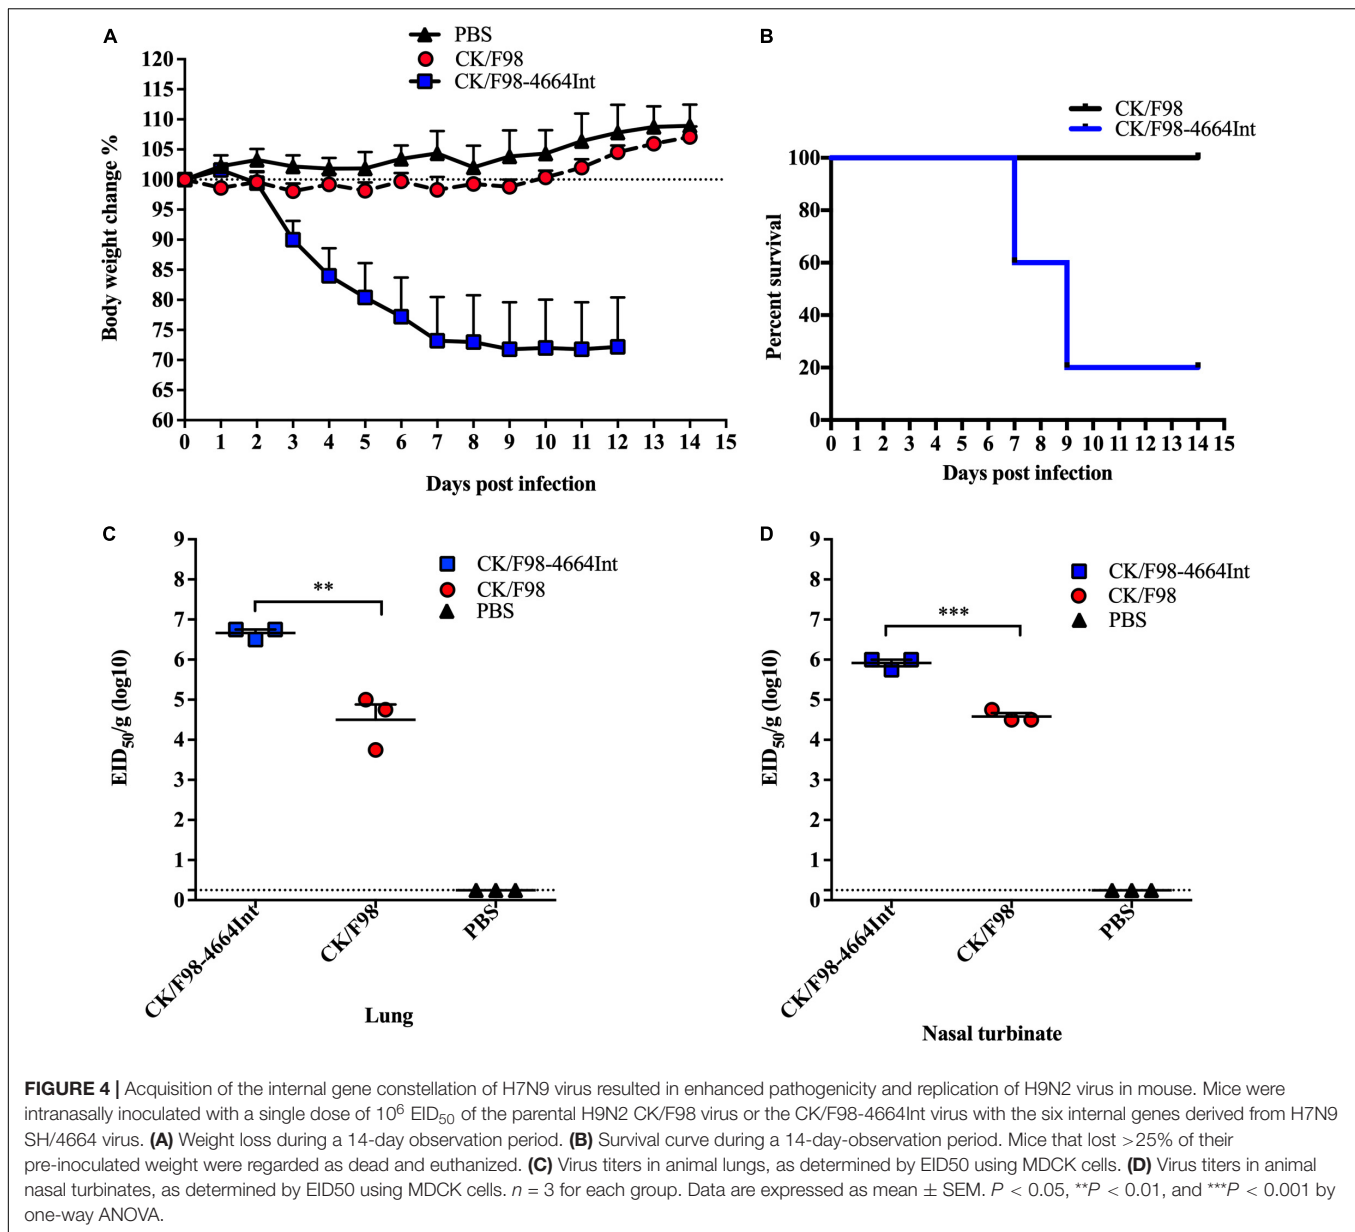 A
PBS
CK/F98
CK/F98-4664Int
120
115
110
105
100
95
90
85
80
75
70
65
60
Body weight change %
0 1 2 3 4 5 6 7 8 9 10 11 12 13 14 15
Days post infection
B
CK/F98
CK/F98-4664Int
100
80
60
40
20
0
Percent survival
0 1 2 3 4 5 6 7 8 9 10 11 12 13 14 15
Days post infection
C
CK/F98-4664Int
CK/F98
PBS
**
9
8
7
6
5
4
3
2
1
0
EID50/g (log10)
CK/F98-4664Int
CK/F98
PBS
Lung
D
CK/F98-4664Int
CK/F98
PBS
***
9
8
7
6
5
4
3
2
1
0
EID50/g (log10)
CK/F98-4664Int
CK/F98
PBS
Nasal turbinate
FIGURE 4 | Acquisition of the internal gene constellation of H7N9 virus resulted in enhanced pathogenicity and replication of H9N2 virus in mouse. Mice were
intranasally inoculated with a single dose of 10⁶ EID₅₀ of the parental H9N2 CK/F98 virus or the CK/F98-4664Int virus with the six internal genes derived from H7N9
SH/4664 virus. (A) Weight loss during a 14-day observation period. (B) Survival curve during a 14-day-observation period. Mice that lost >25% of their
pre-inoculated weight were regarded as dead and euthanized. (C) Virus titers in animal lungs, as determined by EID50 using MDCK cells. (D) Virus titers in animal
nasal turbinates, as determined by EID50 using MDCK cells. n = 3 for each group. Data are expressed as mean ± SEM. P < 0.05, **P < 0.01, and ***P < 0.001 by
one-way ANOVA.